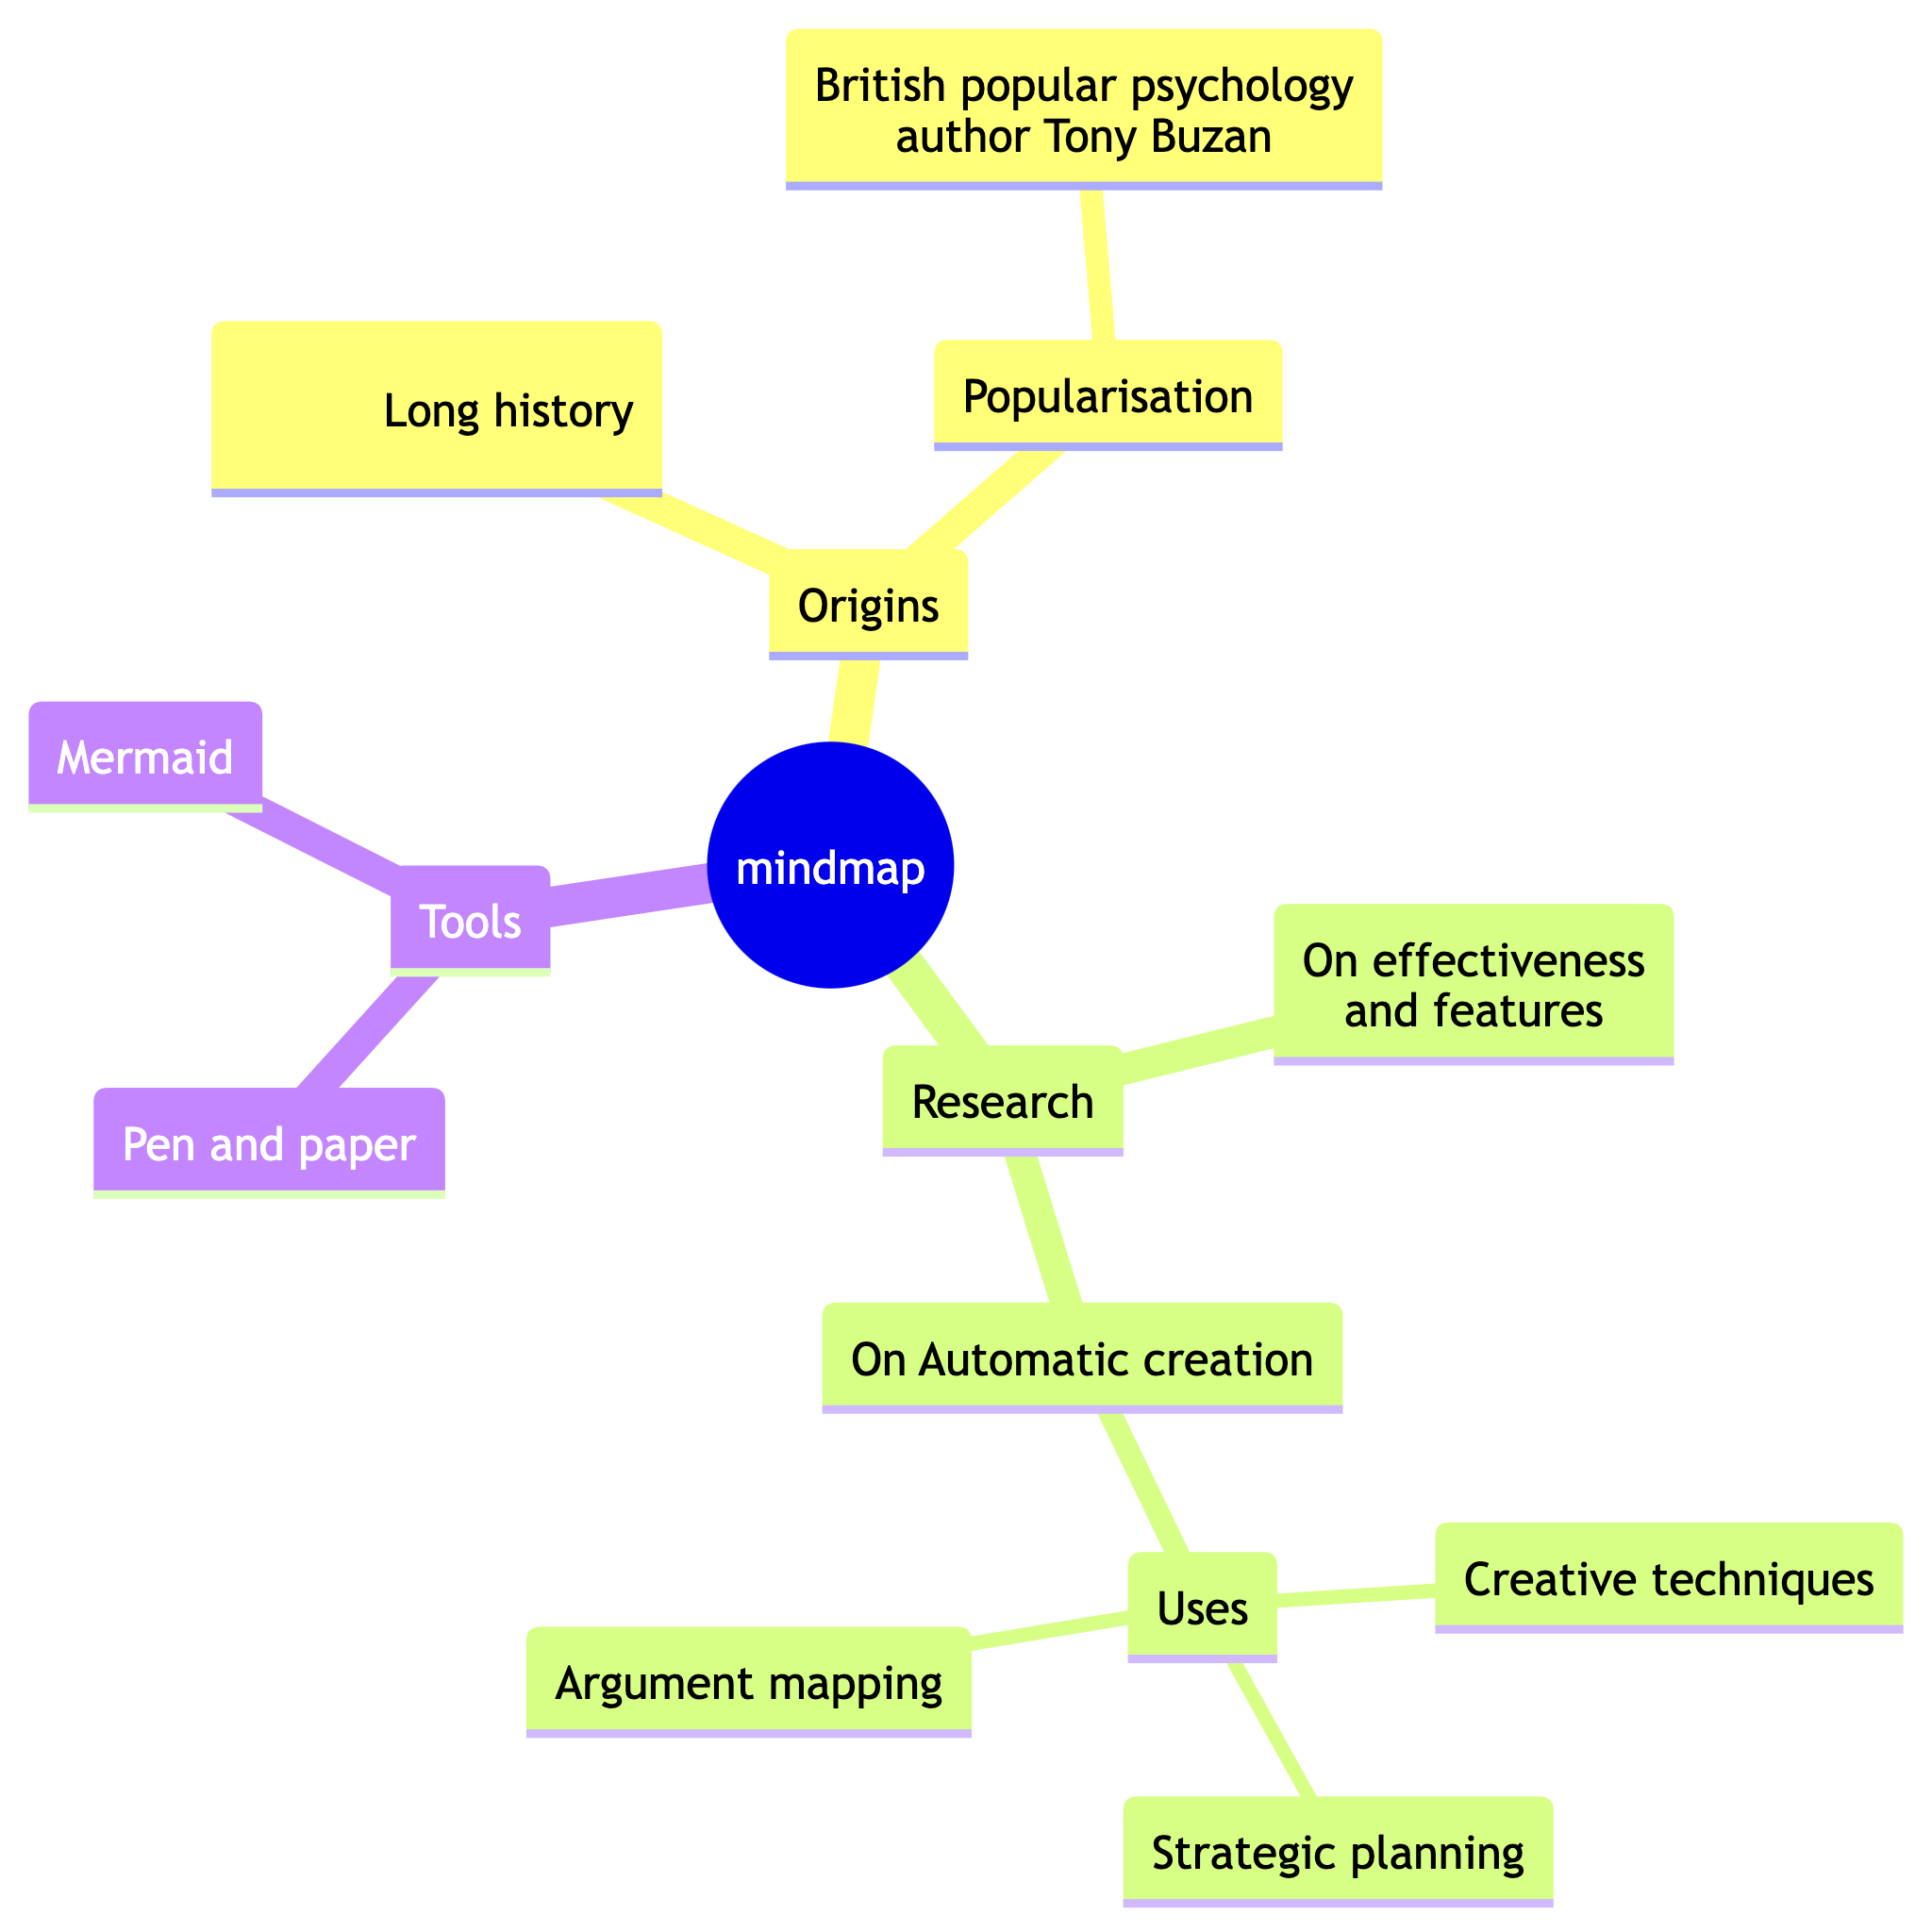 British popular psychology
author Tony Buzan
Long history
Popularisation
Origins
Mermaid
mindmap
Tools
On effectiveness
and features
Research
Pen and paper
On Automatic creation
Creative techniques
Uses
Argument mapping
Strategic planning